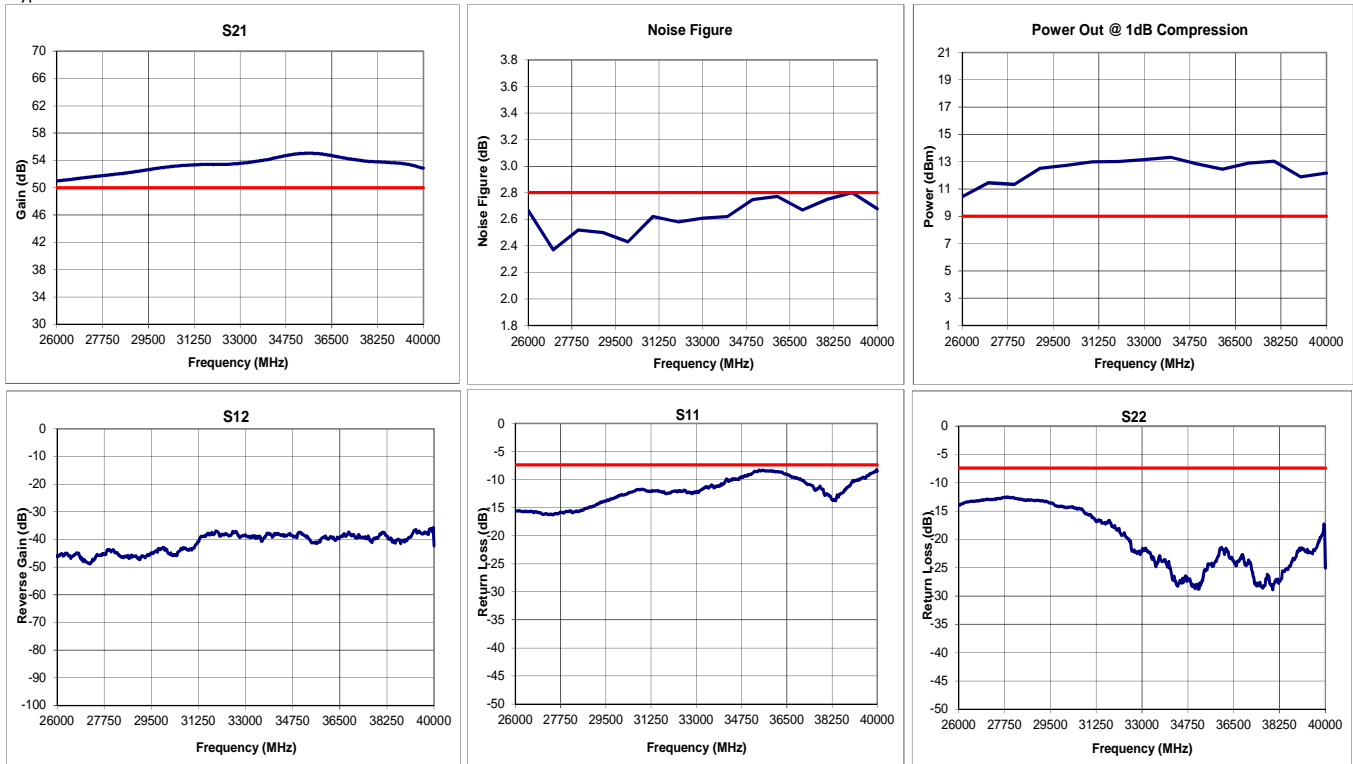 S21
70
66
62
58
54
50
46
42
38
34
30
Gain (dB)
26000 27750 29500 31250 33000 34750 36500 38250 40000
Frequency (MHz)
Noise Figure
3.8
3.6
3.4
3.2
3.0
2.8
2.6
2.4
2.2
2.0
1.8
Noise Figure (dB)
26000 27750 29500 31250 33000 34750 36500 38250 40000
Frequency (MHz)
Power Out @ 1dB Compression
21
19
17
15
13
11
9
7
5
3
1
Power (dBm)
26000 27750 29500 31250 33000 34750 36500 38250 40000
Frequency (MHz)
S12
0
-10
-20
-30
-40
-50
-60
-70
-80
-90
-100
Reverse Gain (dB)
26000 27750 29500 31250 33000 34750 36500 38250 40000
Frequency (MHz)
S11
0
-5
-10
-15
-20
-25
-30
-35
-40
-45
-50
Return Loss (dB)
26000 27750 29500 31250 33000 34750 36500 38250 40000
Frequency (MHz)
S22
0
-5
-10
-15
-20
-25
-30
-35
-40
-45
-50
Return Loss (dB)
26000 27750 29500 31250 33000 34750 36500 38250 40000
Frequency (MHz)